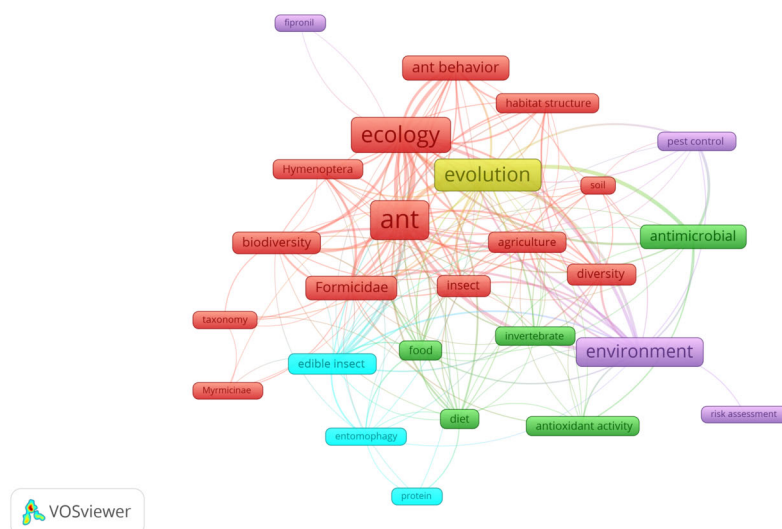 fipronil
ant behavior
habitat structure
ecology
pest control
Hymenoptera
evolution
soil
ant
antimicrobial
biodiversity
agriculture
diversity
Formicidae
insect
taxonomy
invertebrate
food
environment
edible insect
Myrmicinae
risk assessment
diet
antioxidant activity
entomophagy
protein
VOSviewer